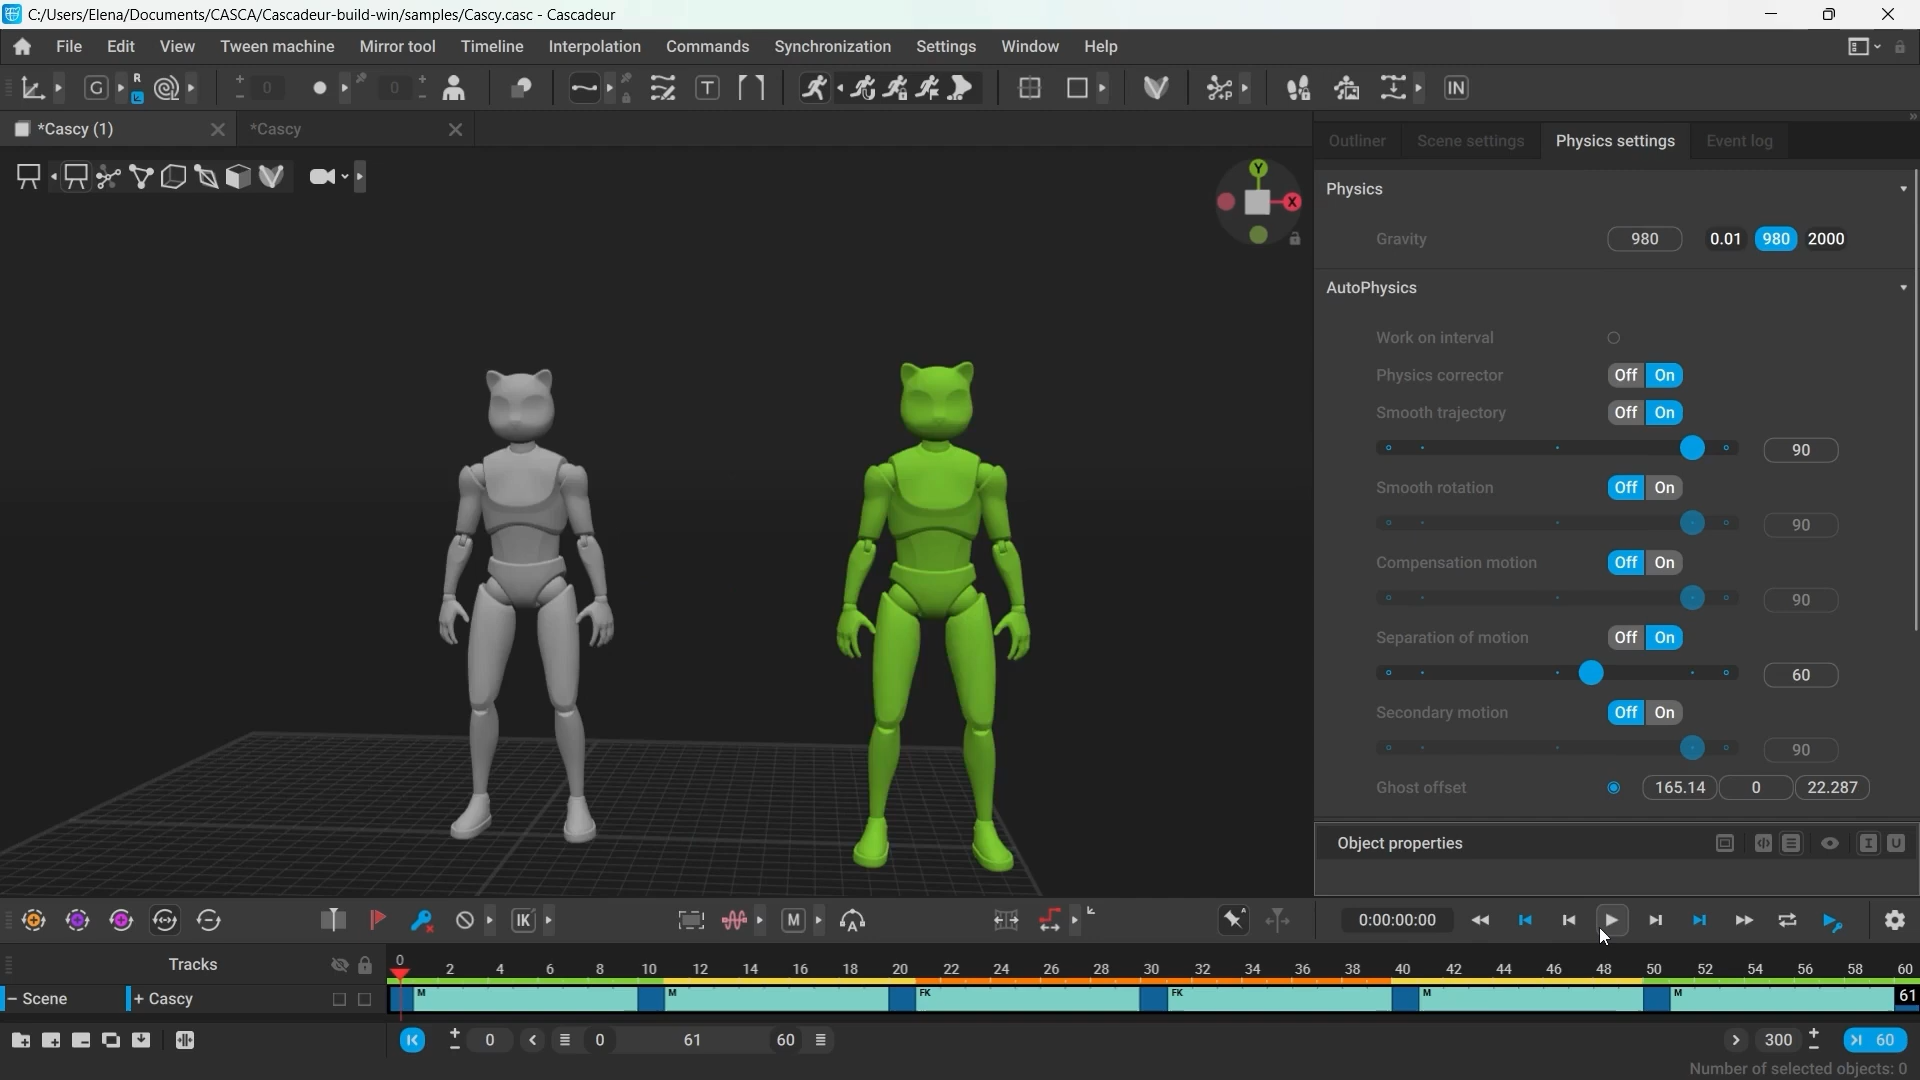 C:/Users/Elena/Documents/CASCA/Cascadeur-build-win/samples/Cascy.casc - Cascadeur
File Edit View Tween machine Mirror tool Timeline Interpolation Commands Synchronization Settings Window Help
G R 0 0 T P IN
*Cascy (1) *Cascy
Outliner Scene settings Physics settings Event log
Y
X
Physics
Gravity 980 0.01 980 2000
AutoPhysics
Work on interval
Physics corrector Off On
Smooth trajectory Off On
90
Smooth rotation Off On
90
Compensation motion Off On
90
Separation of motion Off On
60
Secondary motion Off On
90
Ghost offset 165.14 0 22.287
Object properties I U
IK M A 0:00:00:00
Tracks 0 2 4 6 8 10 12 14 16 18 20 22 24 26 28 30 32 34 36 38 40 42 44 46 48 50 52 54 56 58 60
- Scene + Cascy M M FK FK M M 61
0 0 61 60 300 60
Number of selected objects: 0